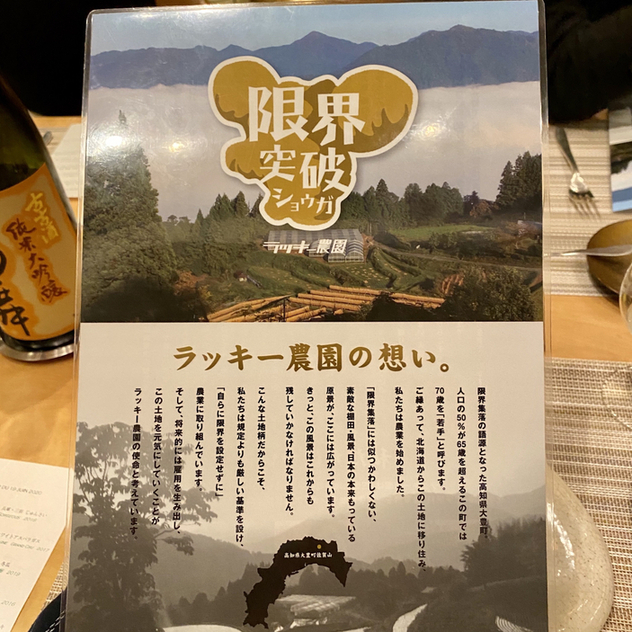 限界
突破
ショウガ
ラッキー農園
ラッキー農園の想い。
限界集落の語源となった高知県大豊町。
人口の50%が65歳を超えるこの町では
70歳を「若手」と呼びます。
ご縁あって、北海道からこの土地に移り住み、
私たちは農業を始めました。
「限界集落」には似つかわしくない、
素敵な棚田・風景、日本の本来もっている
原景が、ここには広がっています。
きっと、この風景はこれからも
残していかなければなりません。
こんな土地柄だからこそ、
私たちは規定よりも厳しい基準を設け、
「自らに限界を設定せずに」
農業に取り組んでいます。
そして、将来的には雇用を生み出し、
この土地を元気にしていくことが
ラッキー農園の使命と考えています。
純米大吟醸